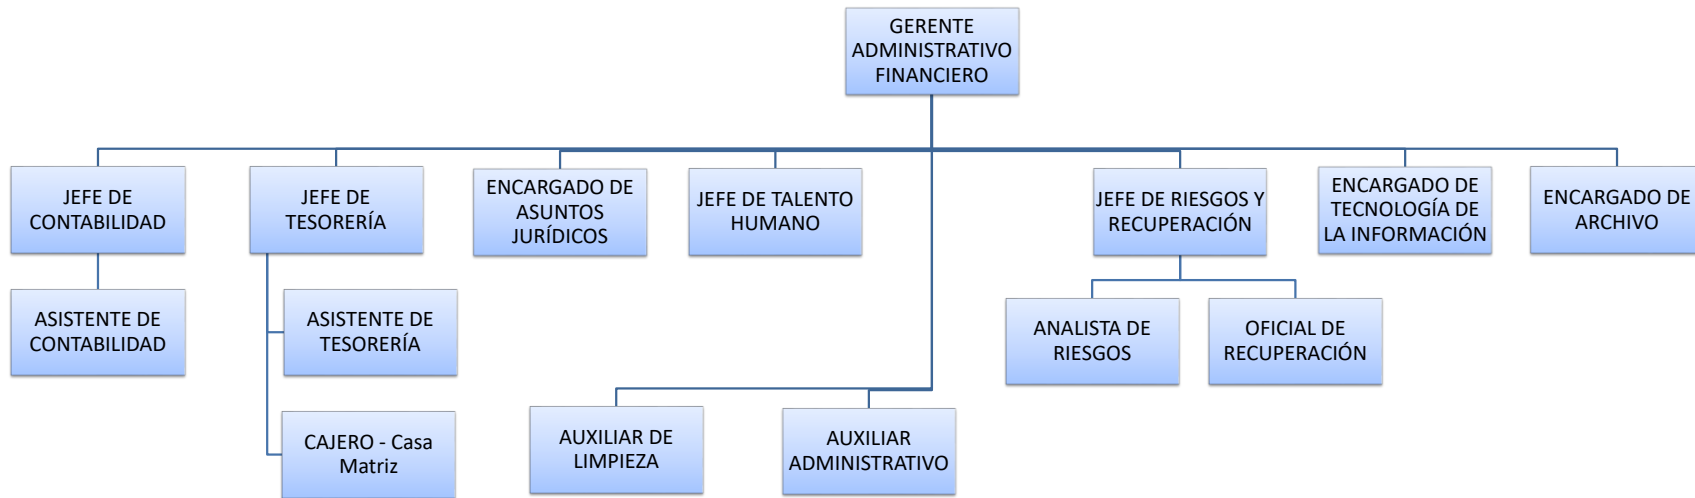 GERENTE
ADMINISTRATIVO
FINANCIERO
JEFE DE
CONTABILIDAD
JEFE DE
TESORERÍA
ENCARGADO DE
ASUNTOS
JURÍDICOS
JEFE DE TALENTO
HUMANO
JEFE DE RIESGOS Y
RECUPERACIÓN
ENCARGADO DE
TECNOLOGÍA DE
LA INFORMACIÓN
ENCARGADO DE
ARCHIVO
ASISTENTE DE
CONTABILIDAD
ASISTENTE DE
TESORERÍA
ANALISTA DE
RIESGOS
OFICIAL DE
RECUPERACIÓN
CAJERO - Casa
Matriz
AUXILIAR DE
LIMPIEZA
AUXILIAR
ADMINISTRATIVO